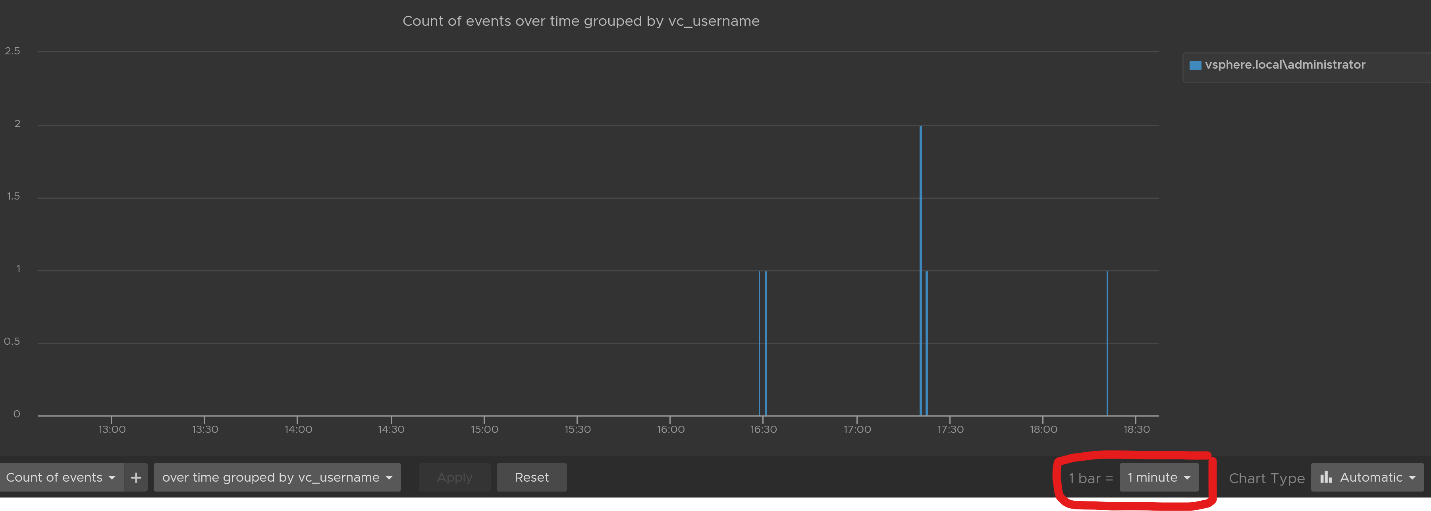 Count of events over time grouped by vc_username
2.5
2
1.5
1
0.5
0
vsphere.local\administrator
13:00 13:30 14:00 14:30 15:00 15:30 16:00 16:30 17:00 17:30 18:00 18:30
Count of events + over time grouped by vc_username Apply Reset 1 bar = 1 minute Chart Type Automatic